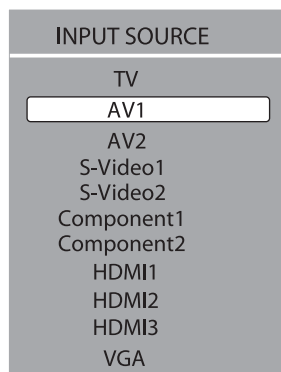 INPUT SOURCE
TV
AV1
AV2
S-Video1
S-Video2
Component1
Component2
HDMI1
HDMI2
HDMI3
VGA